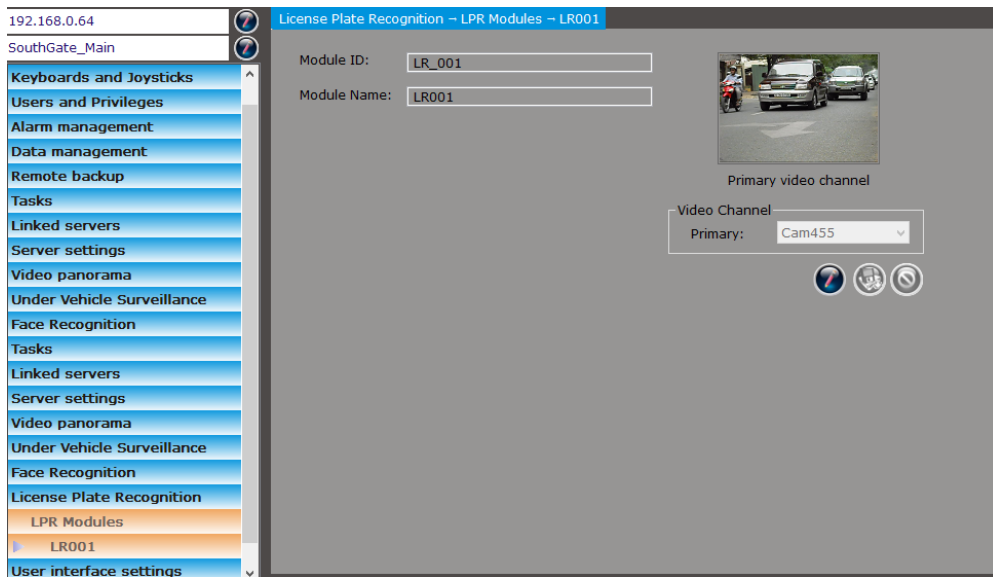 192.168.0.64
SouthGate_Main
Keyboards and Joysticks
Users and Privileges
Alarm management
Data management
Remote backup
Tasks
Linked servers
Server settings
Video panorama
Under Vehicle Surveillance
Face Recognition
Tasks
Linked servers
Server settings
Video panorama
Under Vehicle Surveillance
Face Recognition
License Plate Recognition
LPR Modules
LR001
User interface settings
License Plate Recognition – LPR Modules – LR001
Module ID: LR_001
Module Name: LR001
Primary video channel
Video Channel
Primary: Cam455